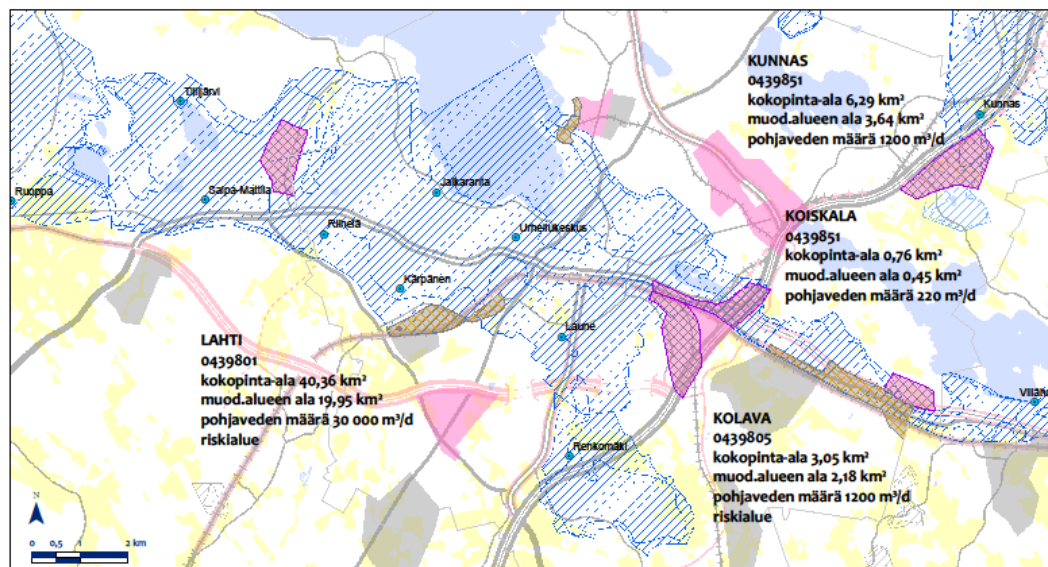 KUNNAS
0439851
kokopinta-ala 6,29 km²
muod.alueen ala 3,64 km²
pohjaveden määrä 1200 m³/d
Kunnas
Tiilijärvi
Ruoppa
Salpa-Mattila
Jalkaranta
Riihelä
Urheilukeskus
KOISKALA
0439851
kokopinta-ala 0,76 km²
muod.alueen ala 0,45 km²
pohjaveden määrä 220 m³/d
Kärpänen
Laune
LAHTI
0439801
kokopinta-ala 40,36 km²
muod.alueen ala 19,95 km²
pohjaveden määrä 30 000 m³/d
riskialue
KOLAVA
0439805
kokopinta-ala 3,05 km²
muod.alueen ala 2,18 km²
pohjaveden määrä 1200 m³/d
riskialue
Renkomäki
N
0 0,5 1 2 km